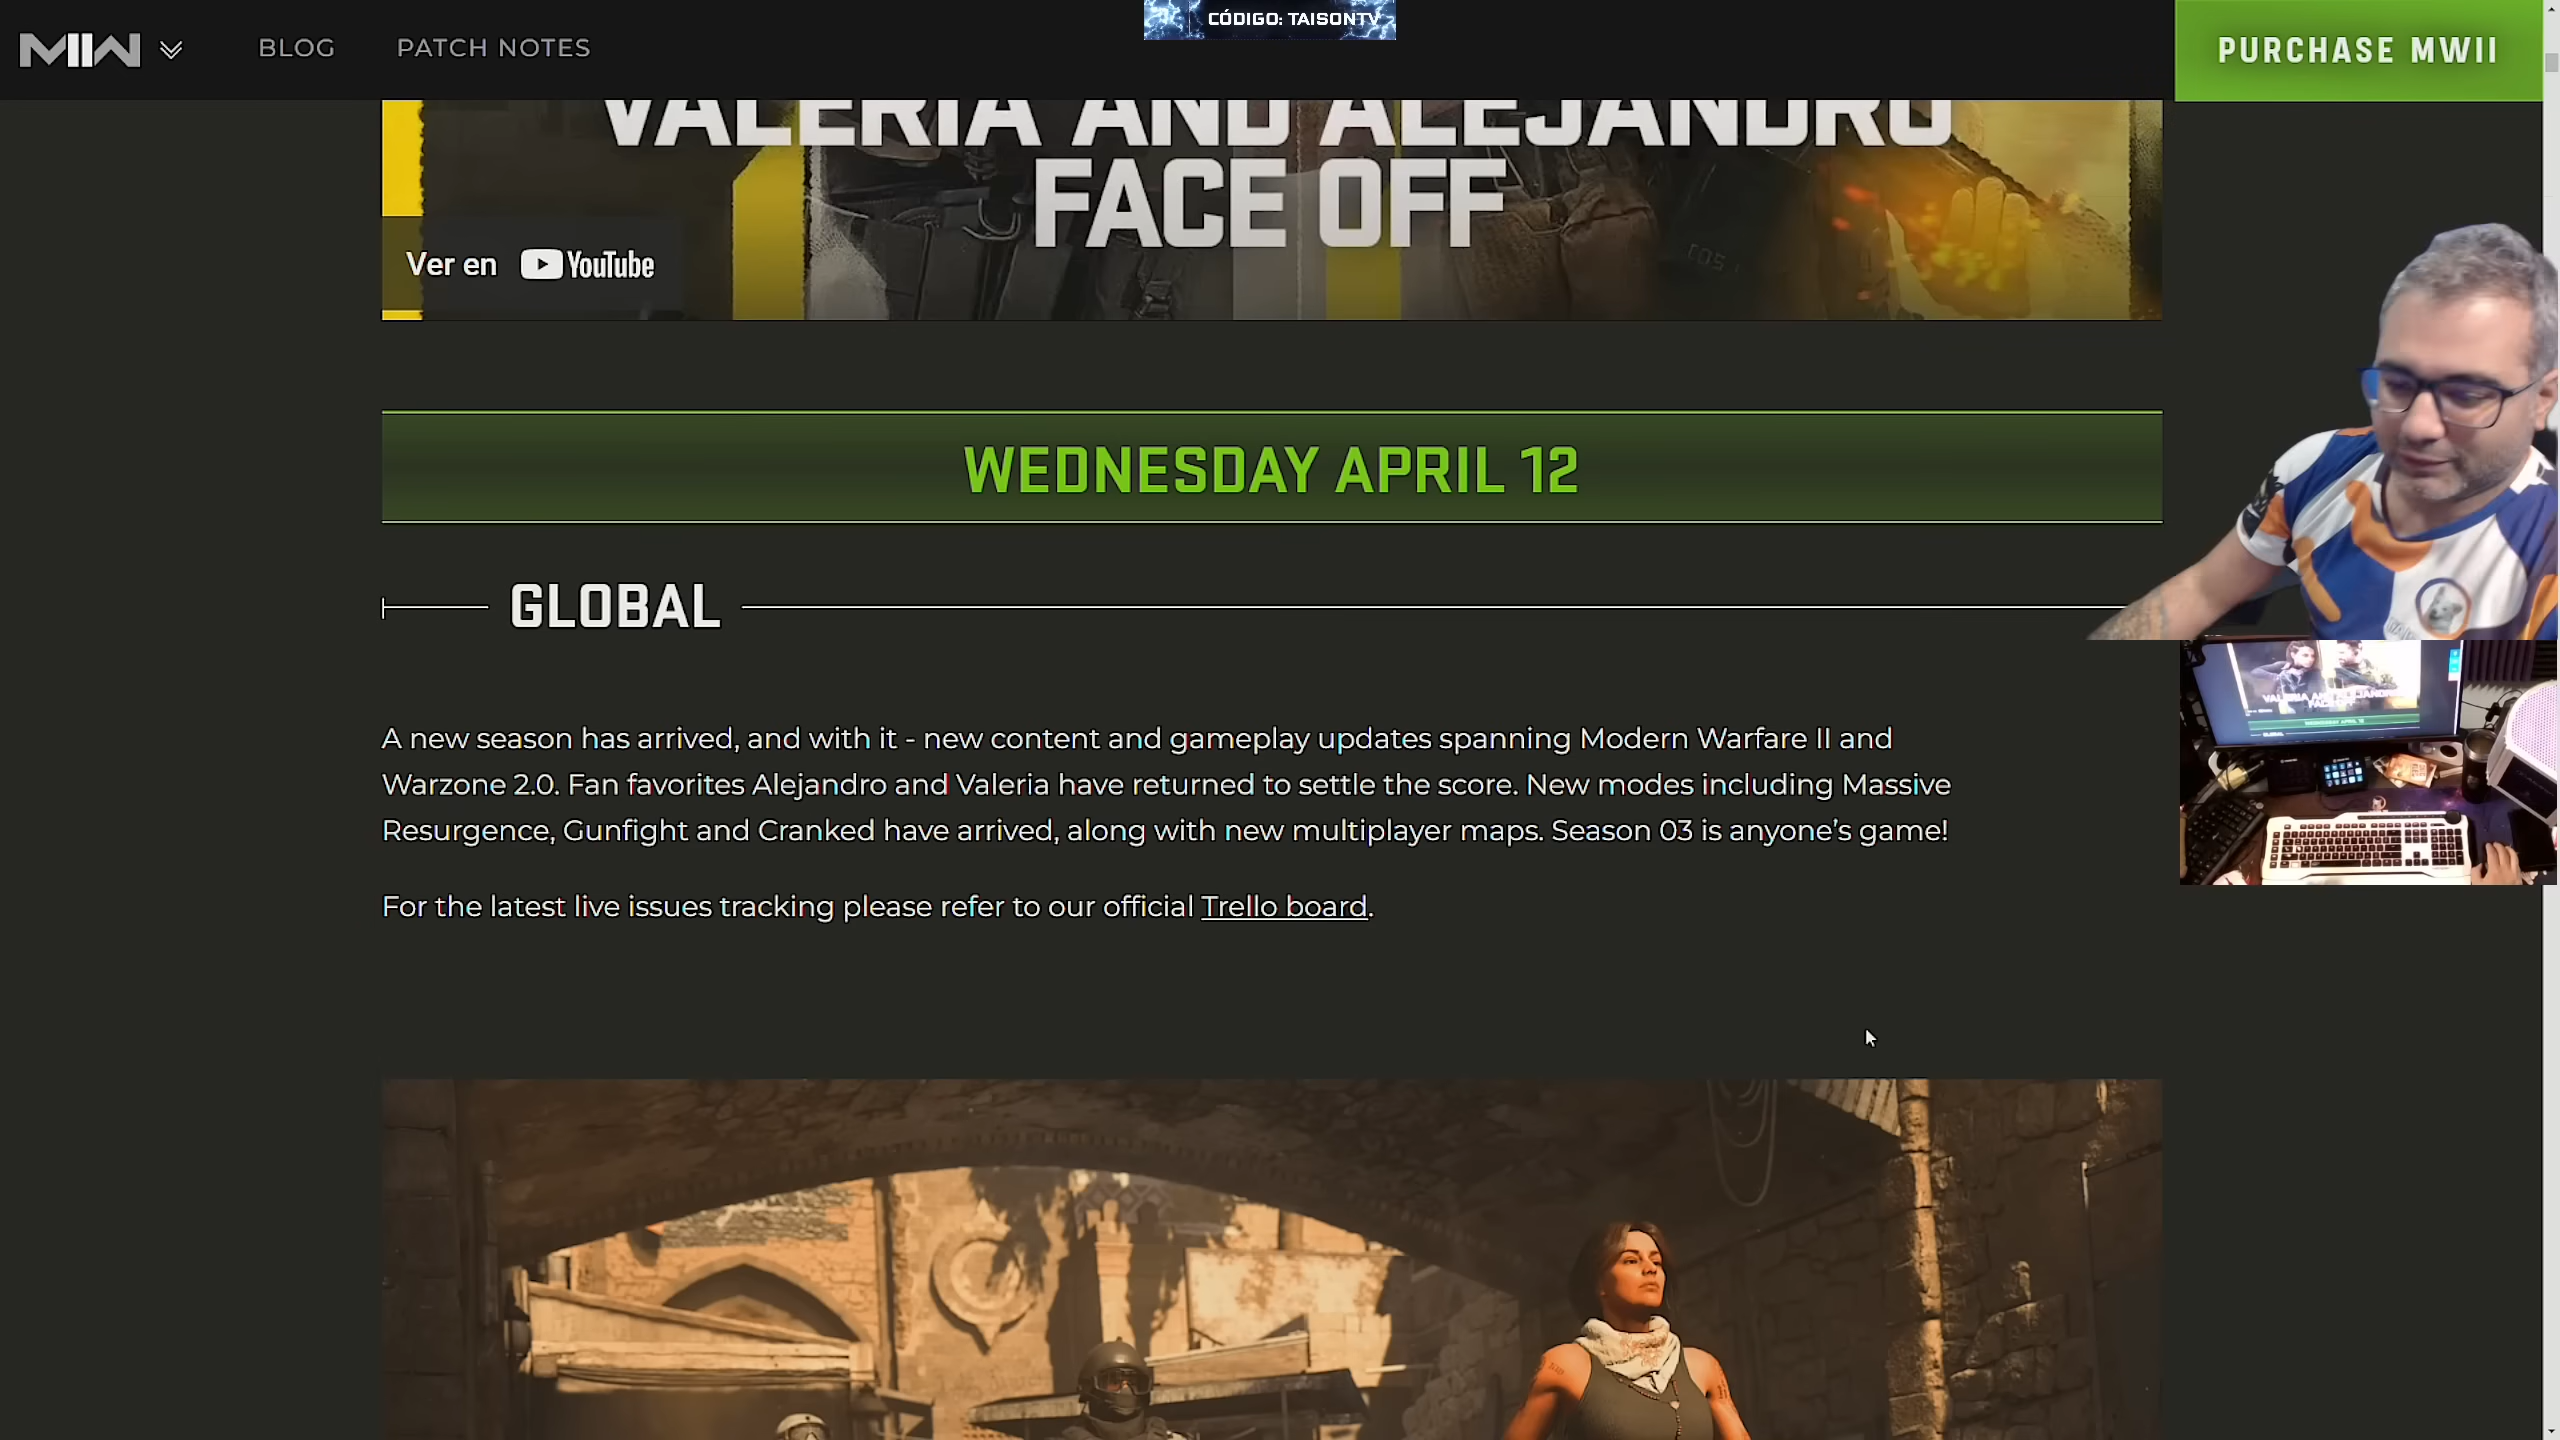 CÓDIGO: TAISONTV
MIIW
BLOG
PATCH NOTES
PURCHASE MWII
VALERIA AND ALEJANDRO
FACE OFF
Ver en YouTube
WEDNESDAY APRIL 12
GLOBAL
A new season has arrived, and with it - new content and gameplay updates spanning Modern Warfare II and
Warzone 2.0. Fan favorites Alejandro and Valeria have returned to settle the score. New modes including Massive
Resurgence, Gunfight and Cranked have arrived, along with new multiplayer maps. Season 03 is anyone’s game!
For the latest live issues tracking please refer to our official Trello board.